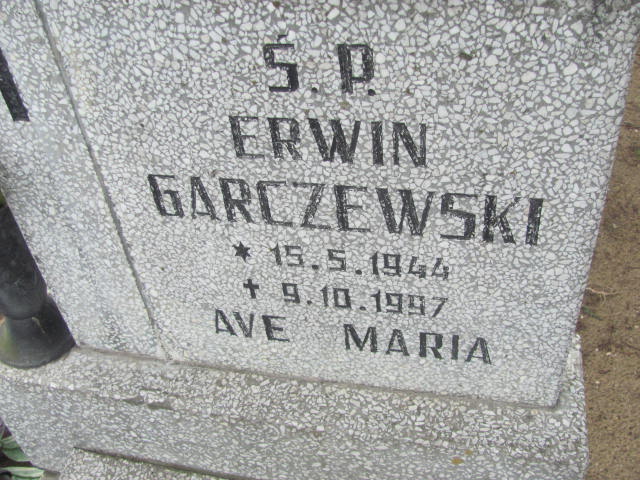 Ś.P.
ERWIN
GARCZEWSKI
* 15.5.1944
✝ 9.10.1997
AVE MARIA